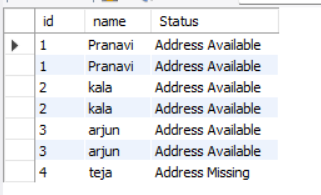 id name Status
1 Pranavi Address Available
1 Pranavi Address Available
2 kala Address Available
2 kala Address Available
3 arjun Address Available
3 arjun Address Available
4 teja Address Missing